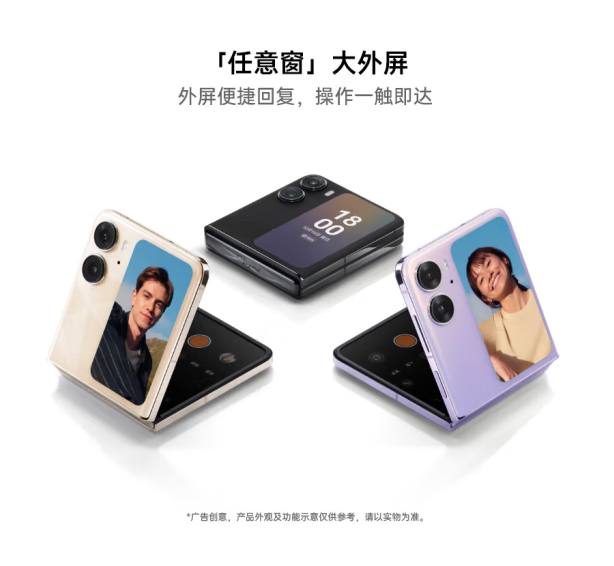 「任意窗」大外屏
外屏便捷回复，操作一触即达
18
00
*广告创意，产品外观及功能示意仅供参考，请以实物为准。